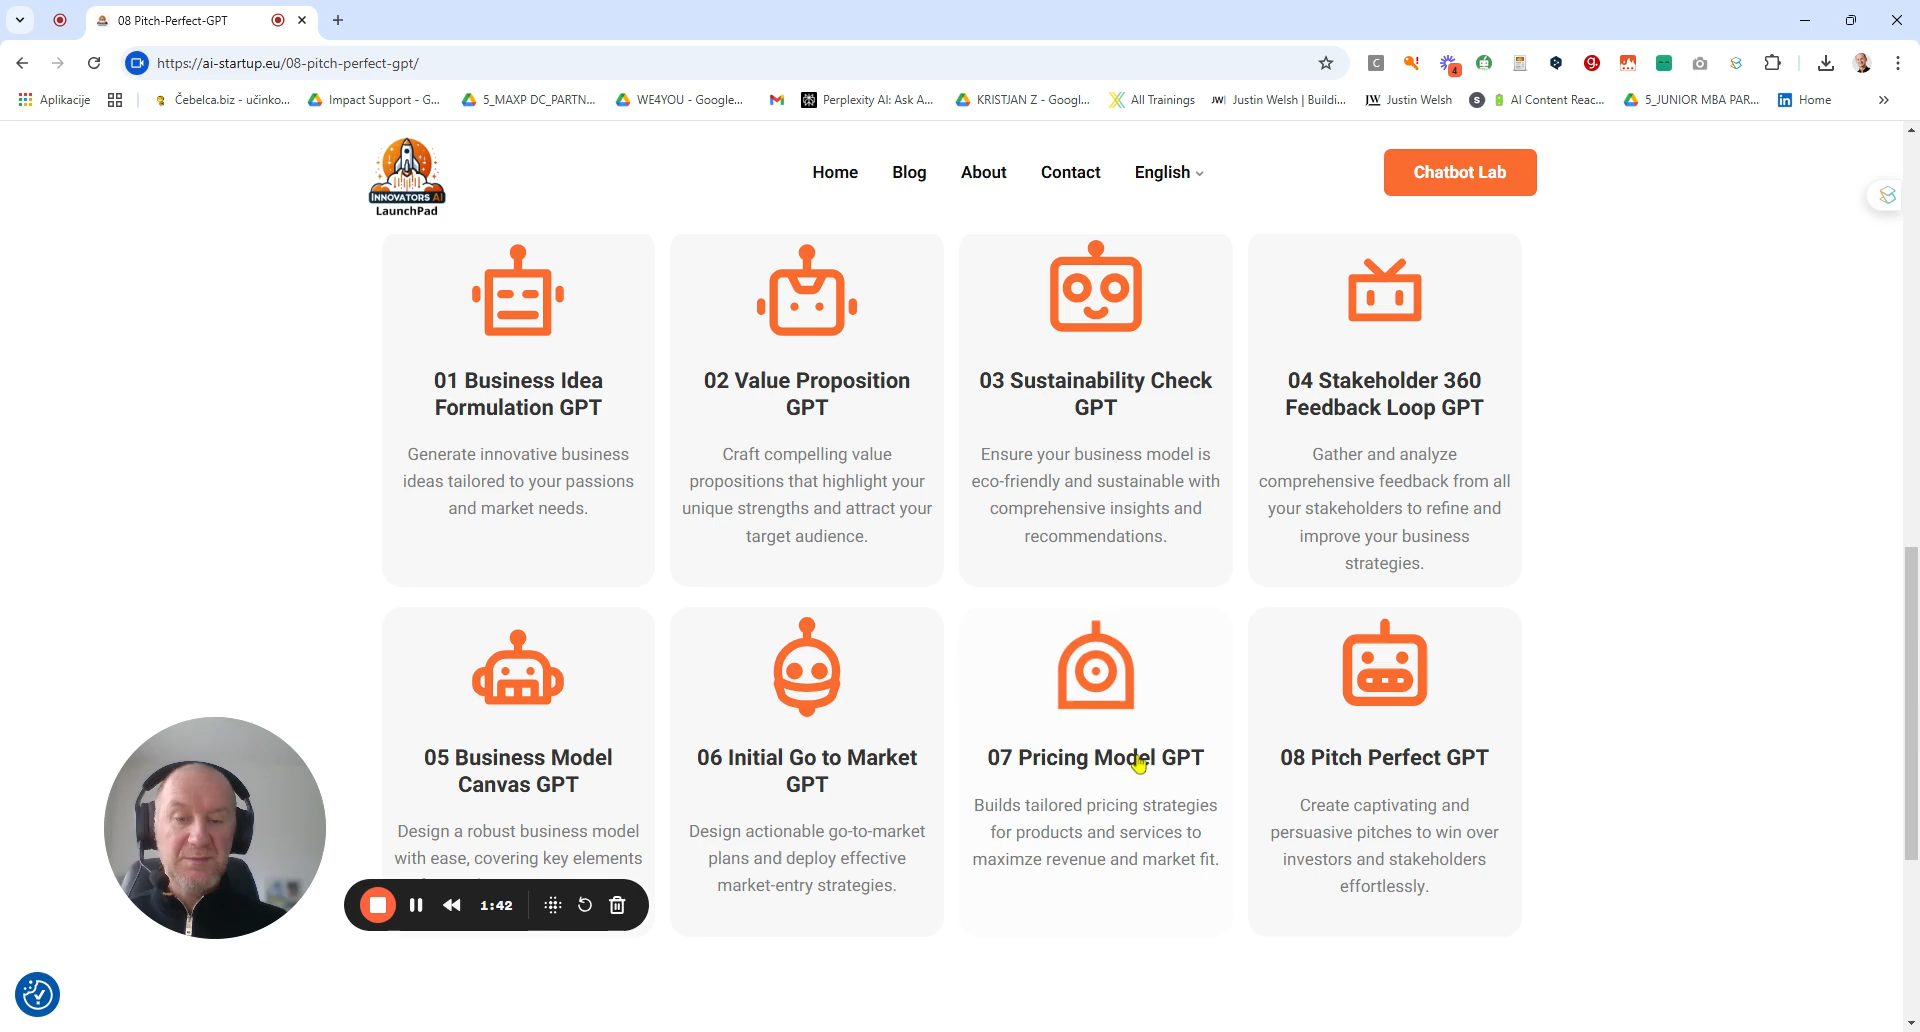 08 Pitch-Perfect-GPT
https://ai-startup.eu/08-pitch-perfect-gpt/
C
4
g.
Aplikacije
Čebelca.biz - učinko...
Impact Support - G...
5_MAXP DC_PARTN...
WE4YOU - Google...
Perplexity AI: Ask A...
KRISTJAN Z - Googl...
All Trainings
JW Justin Welsh | Buildi...
JW Justin Welsh
S AI Content Reac...
5_JUNIOR MBA PAR...
in Home
»
INNOVATORS AI
LaunchPad
Home
Blog
About
Contact
English
Chatbot Lab
01 Business Idea
Formulation GPT
Generate innovative business
ideas tailored to your passions
and market needs.
02 Value Proposition
GPT
Craft compelling value
propositions that highlight your
unique strengths and attract your
target audience.
03 Sustainability Check
GPT
Ensure your business model is
eco-friendly and sustainable with
comprehensive insights and
recommendations.
04 Stakeholder 360
Feedback Loop GPT
Gather and analyze
comprehensive feedback from all
your stakeholders to refine and
improve your business
strategies.
05 Business Model
Canvas GPT
Design a robust business model
with ease, covering key elements
06 Initial Go to Market
GPT
Design actionable go-to-market
plans and deploy effective
market-entry strategies.
07 Pricing Model GPT
Builds tailored pricing strategies
for products and services to
maximze revenue and market fit.
08 Pitch Perfect GPT
Create captivating and
persuasive pitches to win over
investors and stakeholders
effortlessly.
1:42